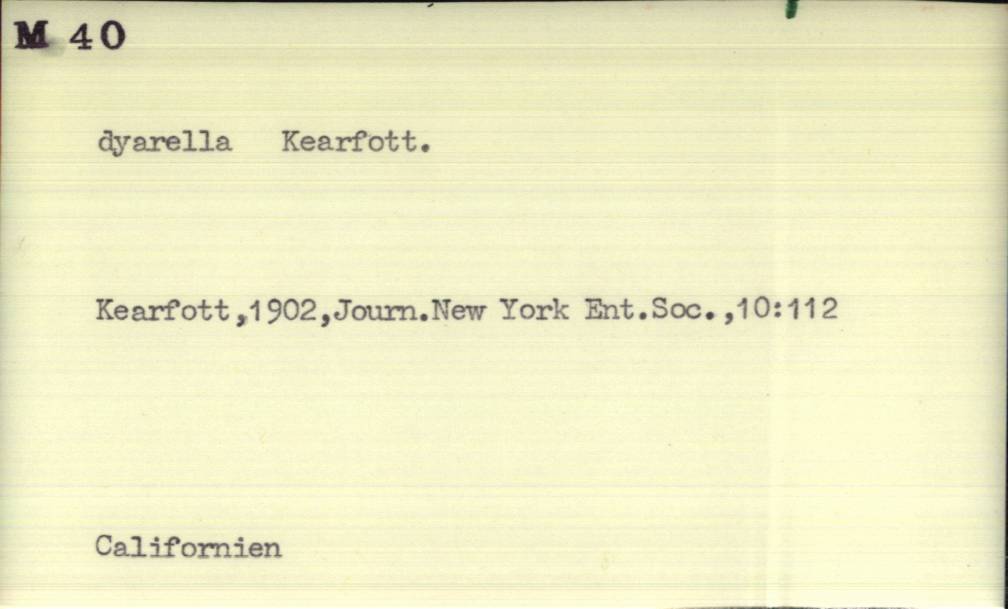 M 40
dyarella Kearfott.
Kearfott,1902,Journ.New York Ent.Soc.,10:112
Californien